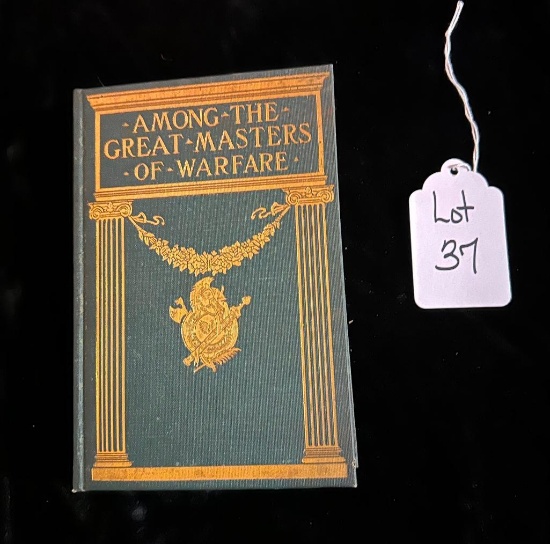 AMONG·THE
GREAT·MASTERS
·OF·WARFARE·
Lot
37